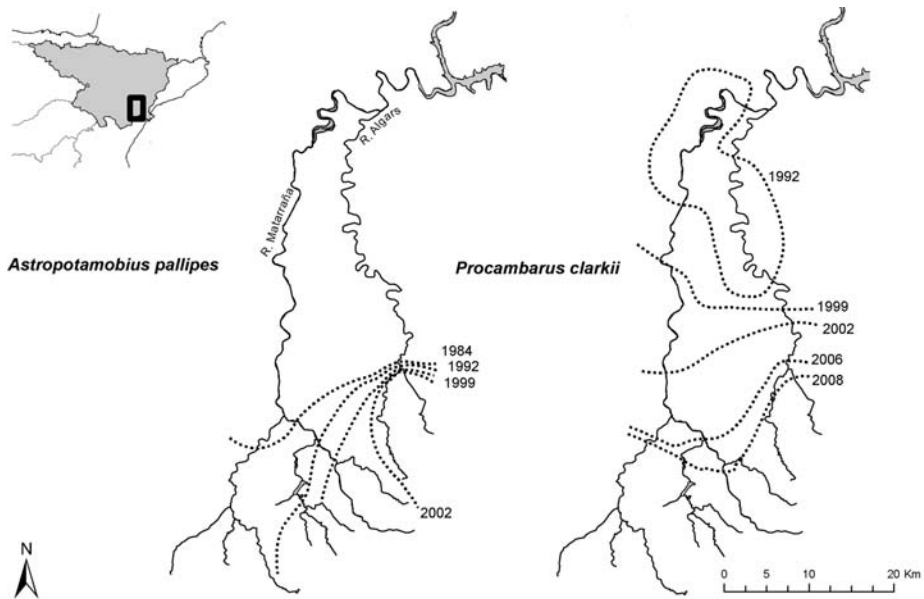 R. Algars
R. Matarraña
Astropotamobius pallipes
1984
1992
1999
2002
N
Procambarus clarkii
1992
1999
2002
2006
2008
0 5 10 20 Km